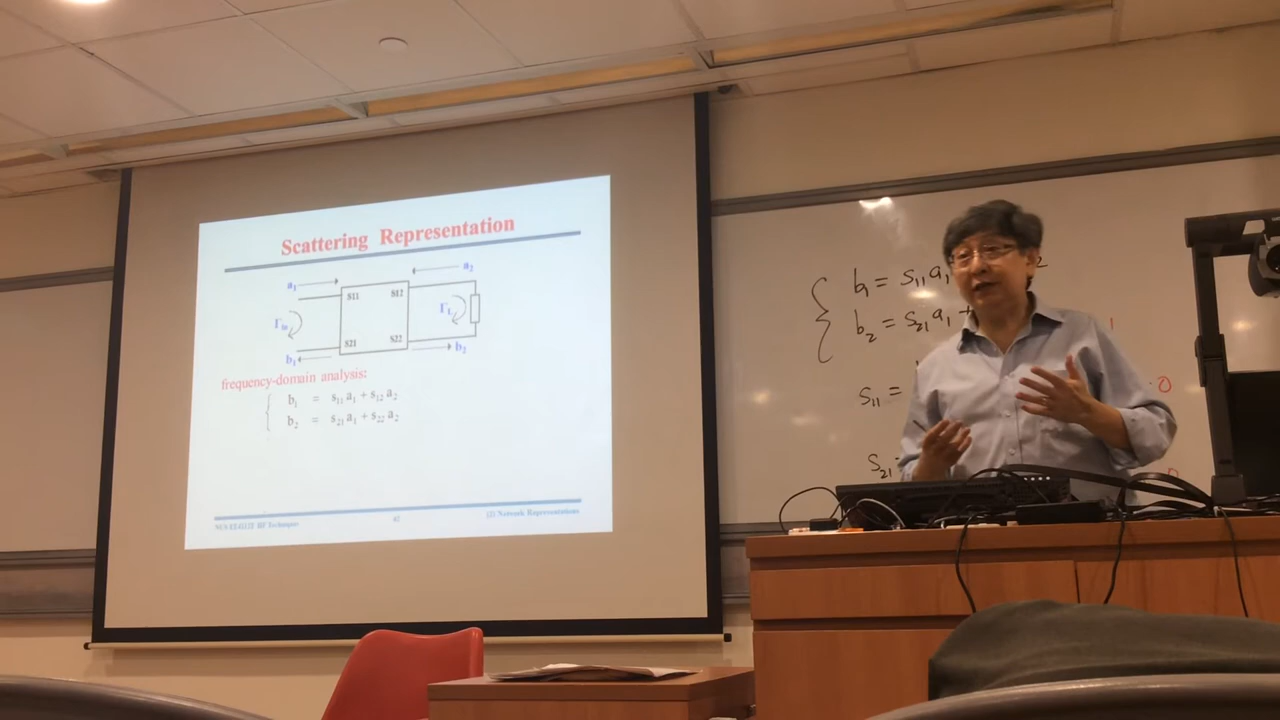 Scattering Representation
a₁
a₂
S11 S12
Γin
ΓL
S21 S22
b₁
b₂
frequency-domain analysis:
b₁ = s₁₁ a₁ + s₁₂ a₂
b₂ = s₂₁ a₁ + s₂₂ a₂
(2) Network Representations
b₁ = s₁₁ a₁
b₂ = s₂₁ a₁ +
s₁₁ =
s₂₁